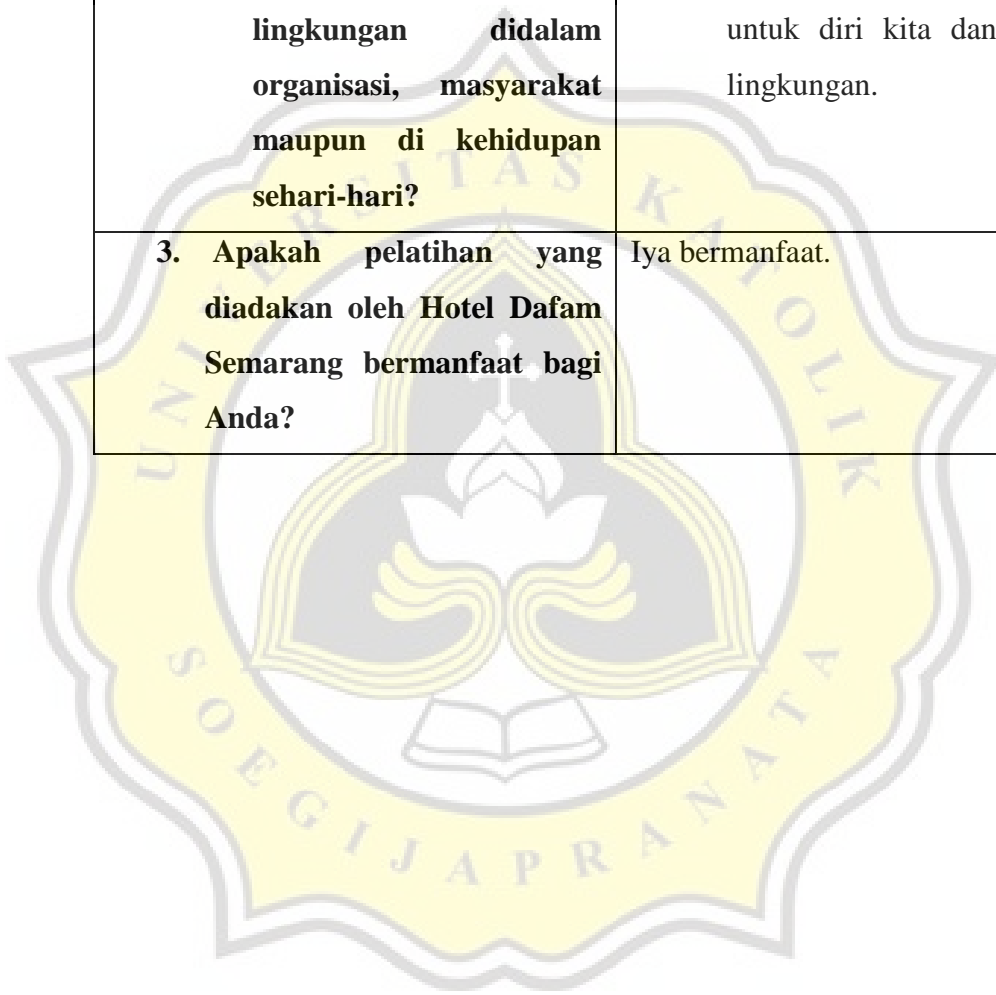 lingkungan didalam
organisasi, masyarakat
maupun di kehidupan
sehari-hari?
untuk diri kita dan
lingkungan.
3. Apakah pelatihan yang
diadakan oleh Hotel Dafam
Semarang bermanfaat bagi
Anda?
Iya bermanfaat.
UNIVERSITAS KATOLIK
SOEGIJAPRANATA